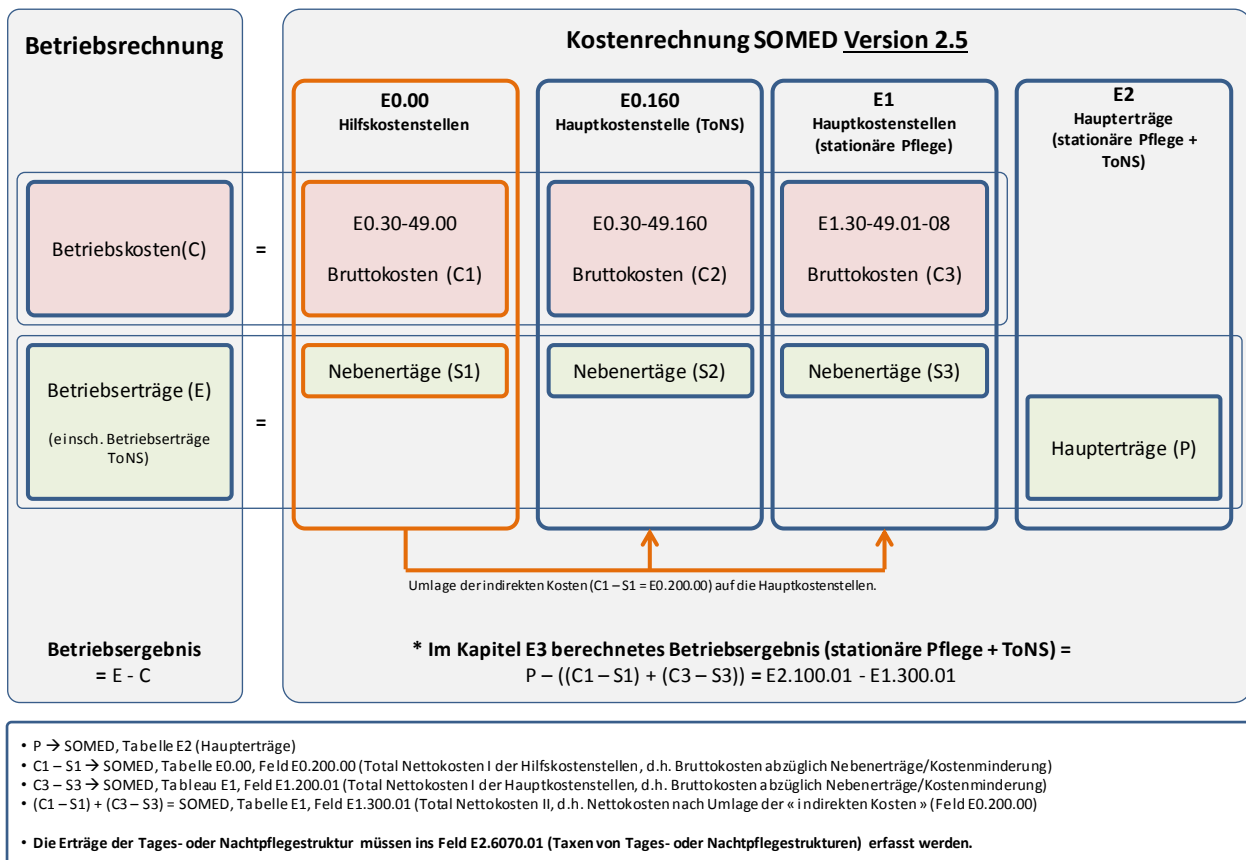 Betriebsrechnung
Kostenrechnung SOMED Version 2.5
E0.00
Hilfskostenstellen
E0.160
Hauptkostenstelle (ToNS)
E1
Hauptkostenstellen
(stationäre Pflege)
E2
Haupterträge
(stationäre Pflege +
ToNS)
Betriebskosten(C)
=
E0.30-49.00
Bruttokosten (C1)
E0.30-49.160
Bruttokosten (C2)
E1.30-49.01-08
Bruttokosten (C3)
Betriebserträge (E)
(einsch. Betriebserträge
ToNS)
=
Nebenertäge (S1)
Nebenertäge (S2)
Nebenertäge (S3)
Haupterträge (P)
Umlage der indirekten Kosten (C1 – S1 = E0.200.00) auf die Hauptkostenstellen.
Betriebsergebnis
= E - C
* Im Kapitel E3 berechnetes Betriebsergebnis (stationäre Pflege + ToNS) =
P – ((C1 – S1) + (C3 – S3)) = E2.100.01 - E1.300.01
• P → SOMED, Tabelle E2 (Haupterträge)
• C1 – S1 → SOMED, Tabelle E0.00, Feld E0.200.00 (Total Nettokosten I der Hilfskostenstellen, d.h. Bruttokosten abzüglich Nebenerträge/Kostenminderung)
• C3 – S3 → SOMED, Tableau E1, Feld E1.200.01 (Total Nettokosten I der Hauptkostenstellen, d.h. Bruttokosten abzüglich Nebenerträge/Kostenminderung)
• (C1 – S1) + (C3 – S3) = SOMED, Tabelle E1, Feld E1.300.01 (Total Nettokosten II, d.h. Nettokosten nach Umlage der « indirekten Kosten » (Feld E0.200.00)
• Die Erträge der Tages- oder Nachtpflegestruktur müssen ins Feld E2.6070.01 (Taxen von Tages- oder Nachtpflegestrukturen) erfasst werden.